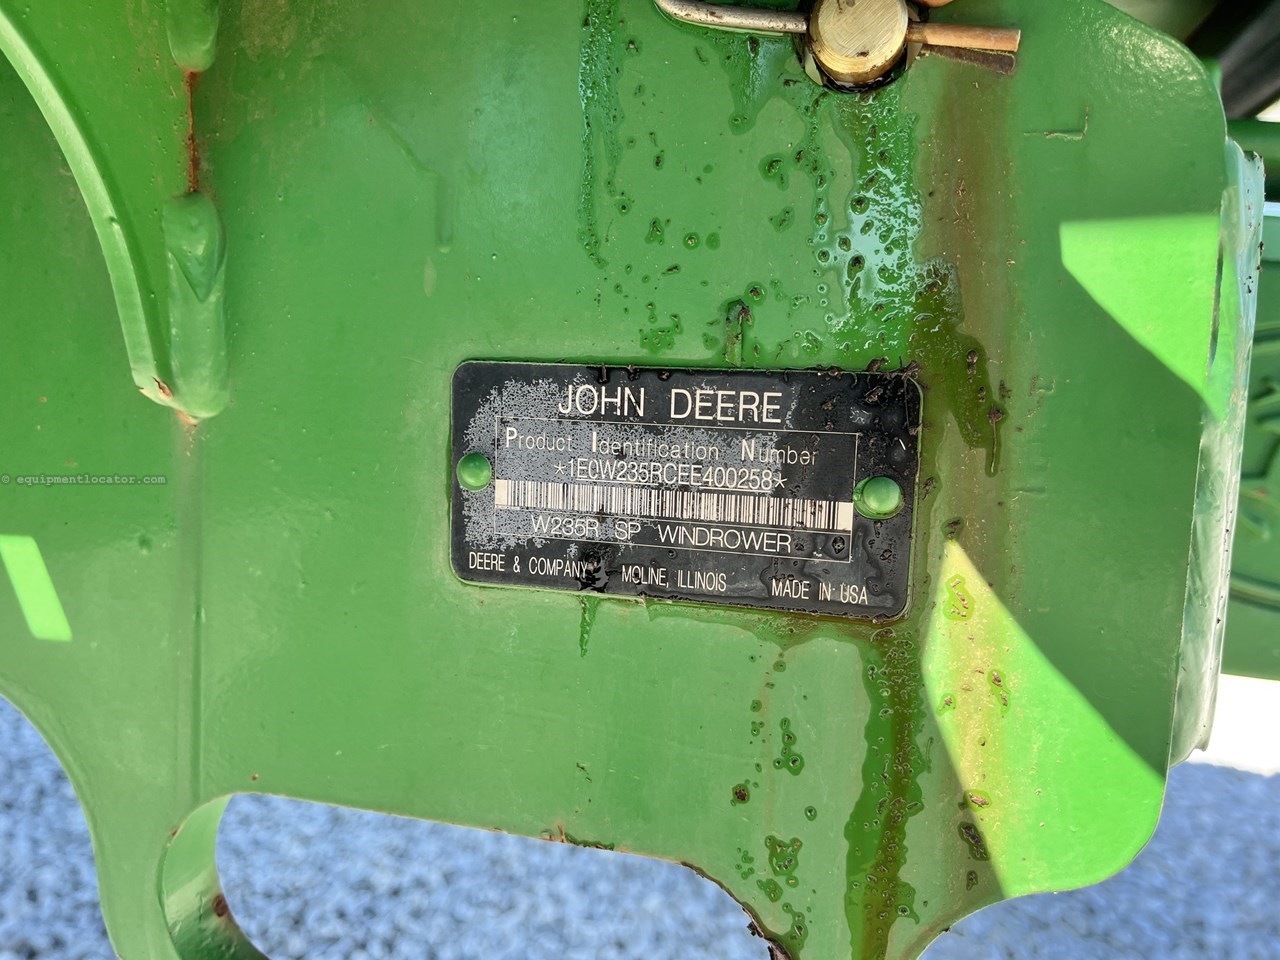 JOHN DEERE
Product Identification Number
*1E0W235RCEE400258*
W235R SP WINDROWER
DEERE & COMPANY MOLINE, ILLINOIS MADE IN USA
© equipmentlocator.com